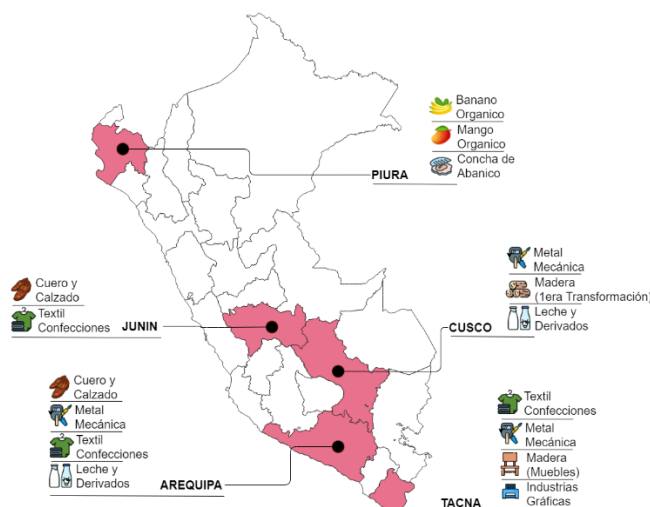 Banano
Organico
Mango
Organico
Concha de
Abanico
PIURA
Metal
Mecánica
Madera
(1era Transformación)
Leche y
Derivados
CUSCO
Cuero y
Calzado
Textil
Confecciones
JUNIN
Cuero y
Calzado
Metal
Mecánica
Textil
Confecciones
Leche y
Derivados
AREQUIPA
Textil
Confecciones
Metal
Mecánica
Madera
(Muebles)
Industrias
Gráficas
TACNA